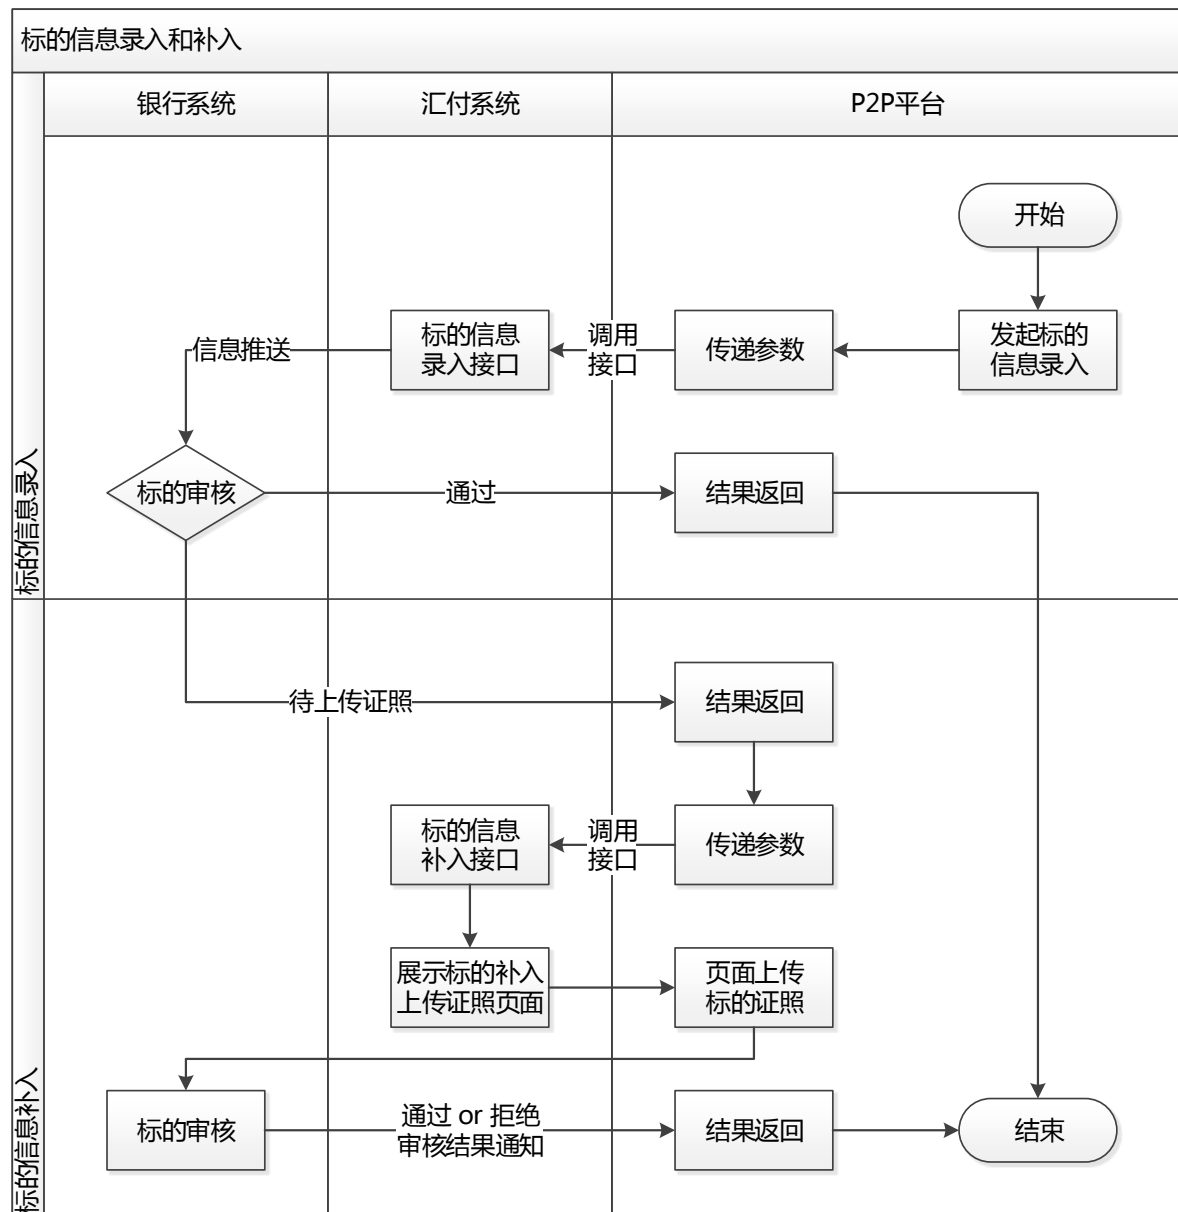 标的信息录入和补入
银行系统
汇付系统
P2P平台
标的信息录入
开始
发起标的
信息录入
传递参数
调用
接口
标的信息
录入接口
信息推送
标的审核
通过
结果返回
标的信息补入
待上传证照
结果返回
传递参数
调用
接口
标的信息
补入接口
展示标的补入
上传证照页面
页面上传
标的证照
标的审核
通过 or 拒绝
审核结果通知
结果返回
结束